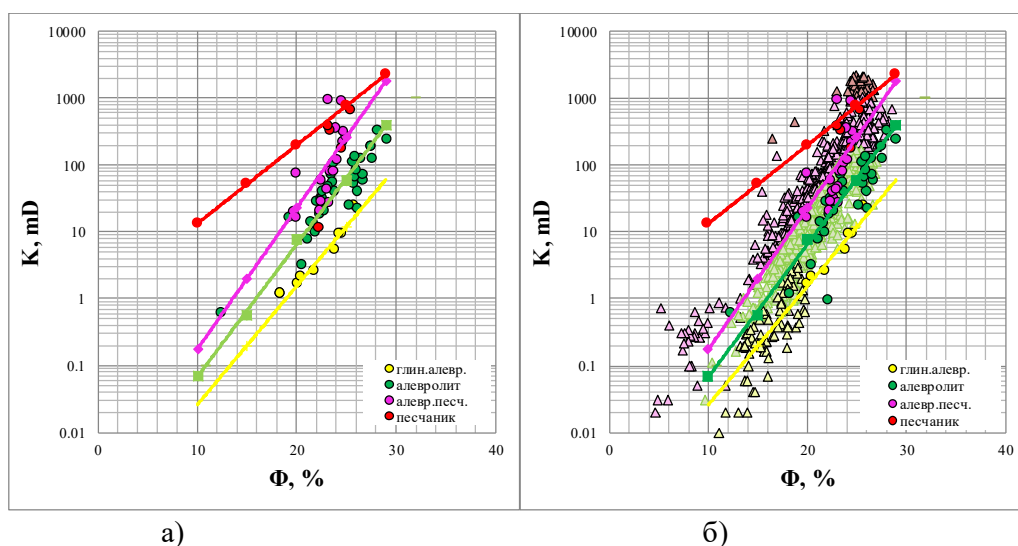 10000
1000
100
10
1
0.1
0.01
K, mD
0
10
20
30
40
Φ, %
глин.алевр.
алевролит
алевр.песч.
песчаник
а)
10000
1000
100
10
1
0.1
0.01
K, mD
0
10
20
30
40
Φ, %
глин.алевр.
алевролит
алевр.песч.
песчаник
б)